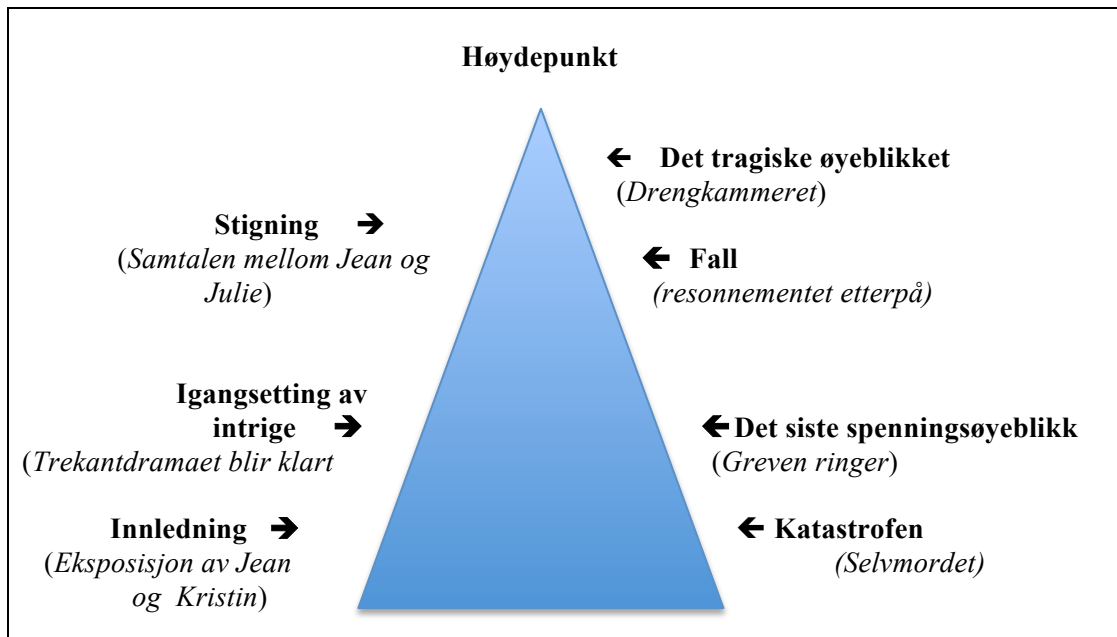 Høydepunkt
Stigning →
(Samtalen mellom Jean og
Julie)
Igangsetting av
intrige →
(Trekantdramaet blir klart
Innledning →
(Eksposisjon av Jean
og Kristin)
← Det tragiske øyeblikket
(Drengkammeret)
← Fall
(resonnementet etterpå)
← Det siste spenningsøyeblikk
(Greven ringer)
← Katastrofen
(Selvmordet)